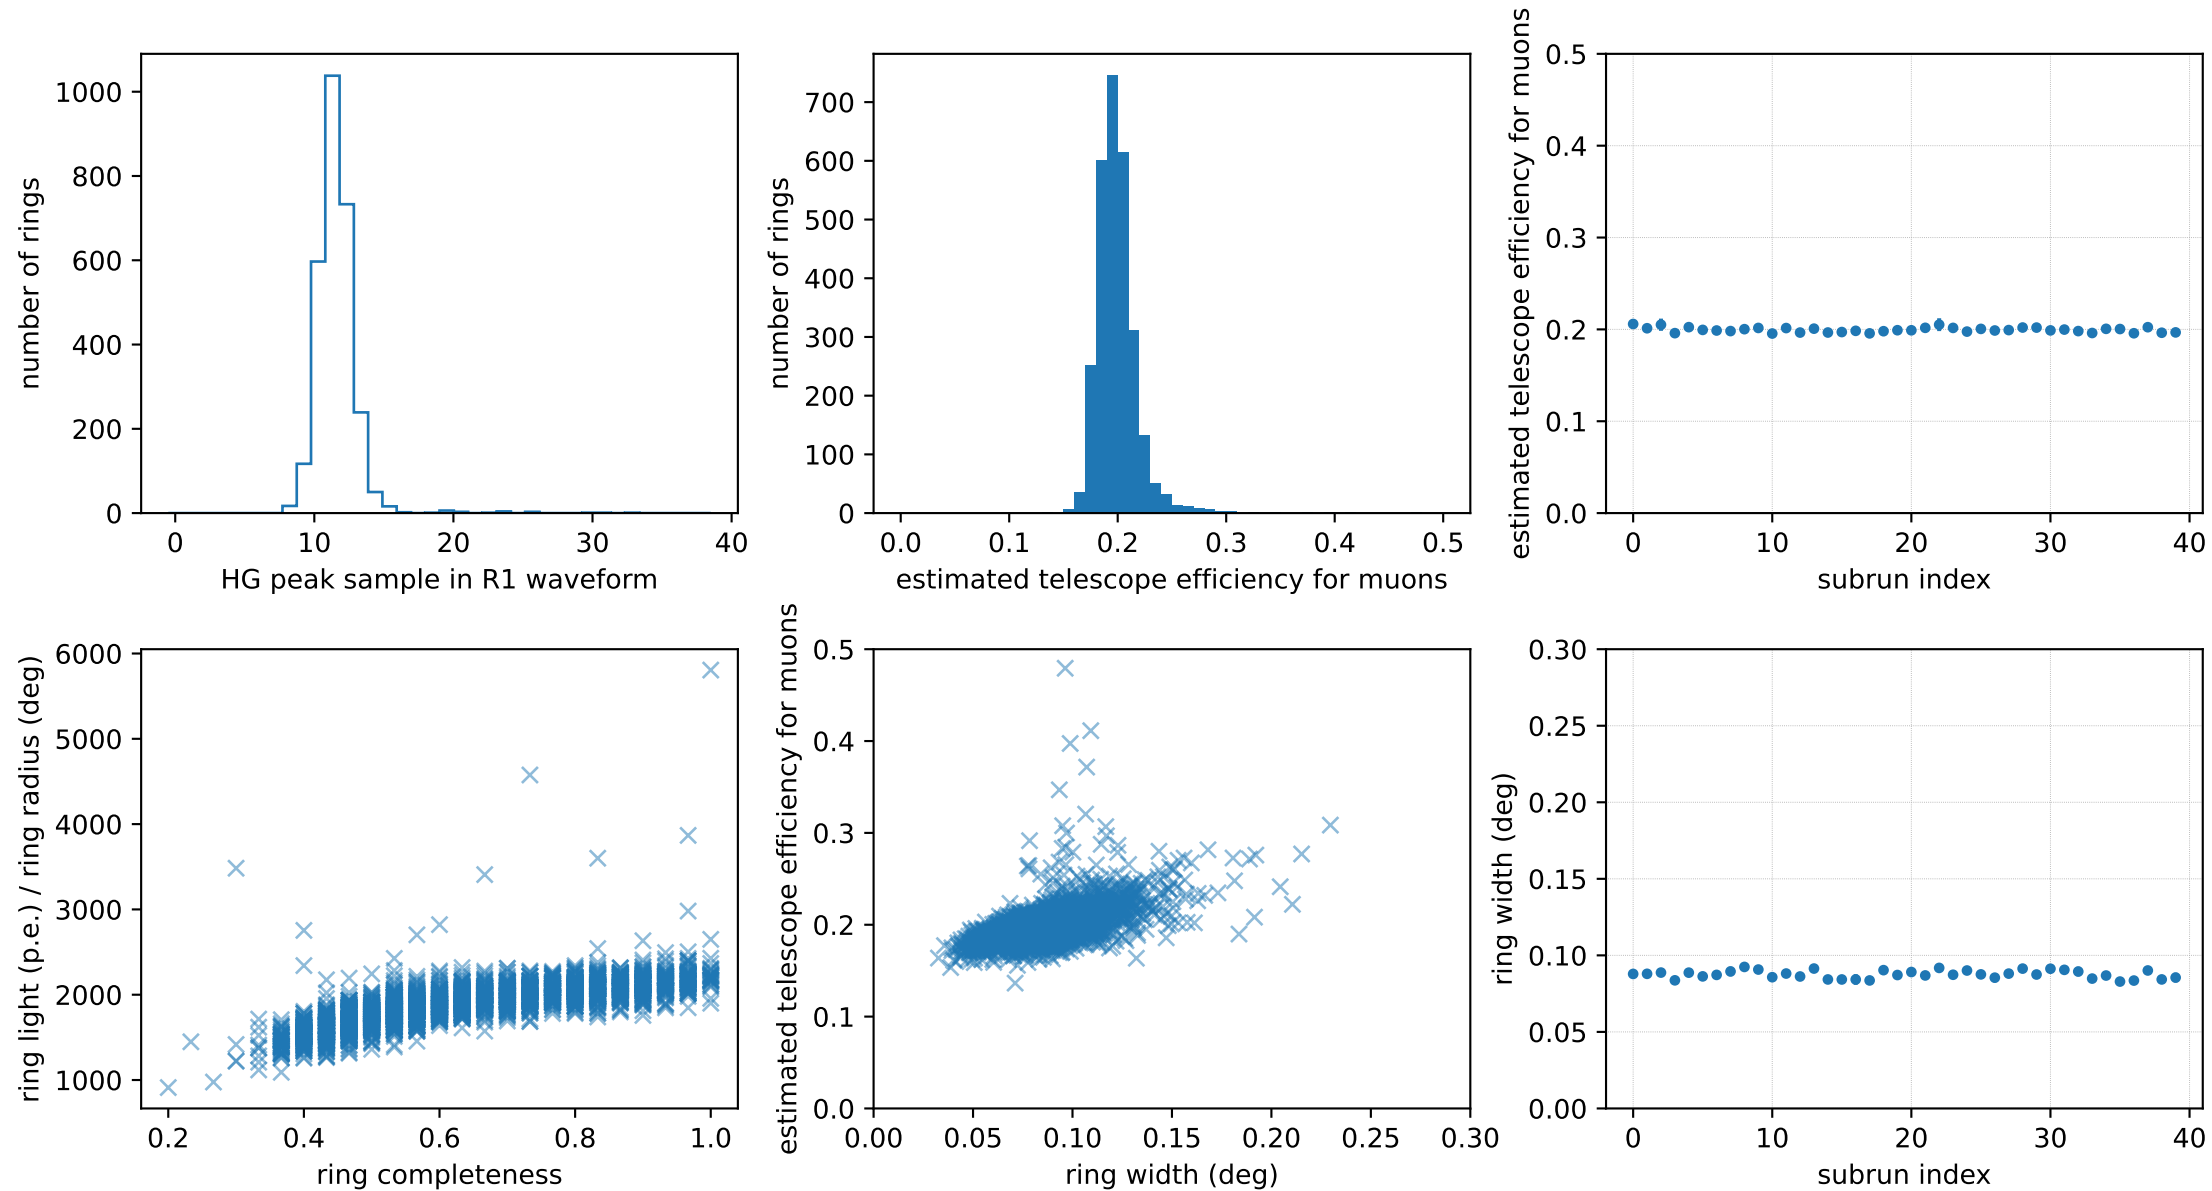 1000
800
600
400
200
0
number of rings
0 10 20 30 40
HG peak sample in R1 waveform
700
600
500
400
300
200
100
0
number of rings
0.0 0.1 0.2 0.3 0.4 0.5
estimated telescope efficiency for muons
0.5
0.4
0.3
0.2
0.1
0.0
estimated telescope efficiency for muons
0 10 20 30 40
subrun index
6000
5000
4000
3000
2000
1000
ring light (p.e.) / ring radius (deg)
0.2 0.4 0.6 0.8 1.0
ring completeness
0.5
0.4
0.3
0.2
0.1
0.0
estimated telescope efficiency for muons
0.00 0.05 0.10 0.15 0.20 0.25 0.30
ring width (deg)
0.30
0.25
0.20
0.15
0.10
0.05
0.00
ring width (deg)
0 10 20 30 40
subrun index